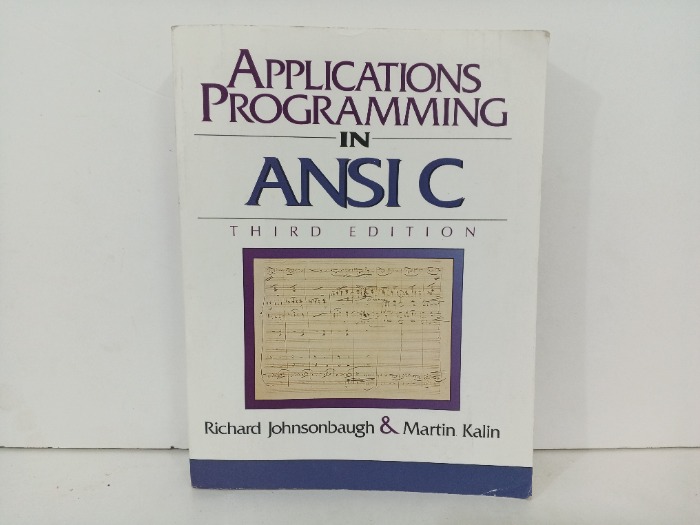 APPLICATIONS
PROGRAMMING
IN
ANSI C
THIRD EDITION
Richard Johnsonbaugh & Martin Kalin